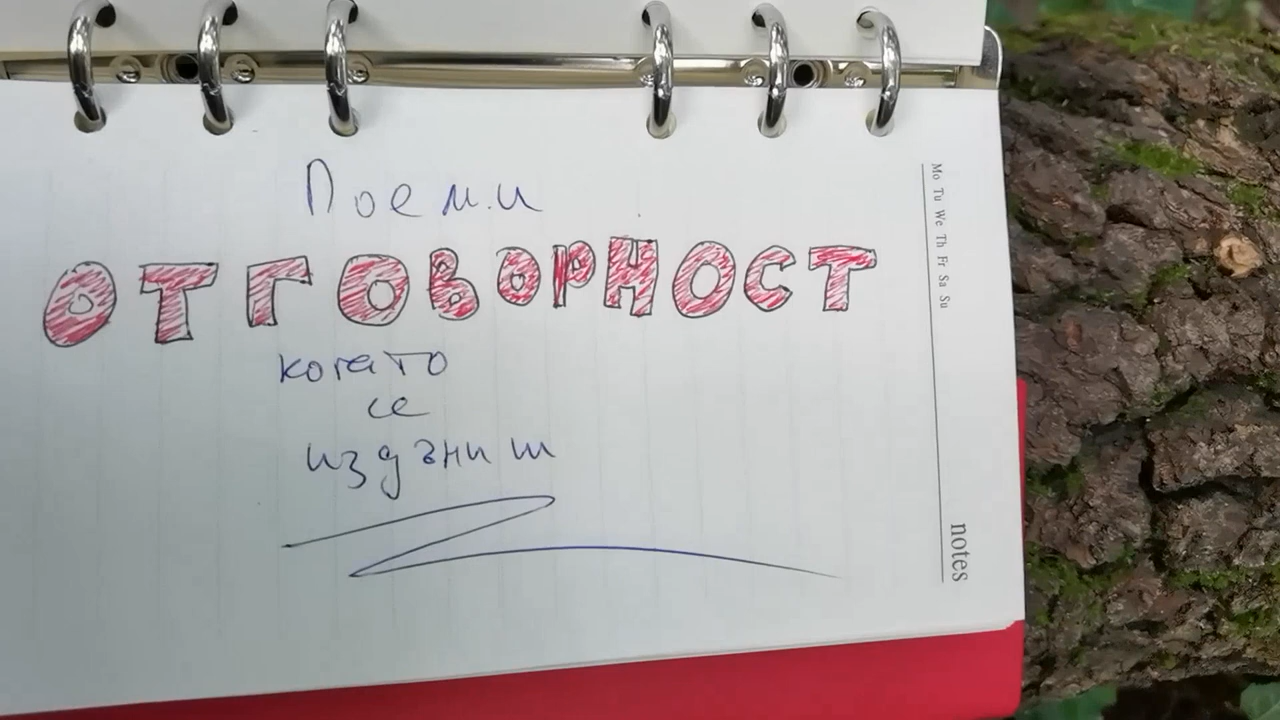 Поеми
ОТГОВОРНОСТ
когато
се
издъниш
Mo Tu We Th Fr Sa Su
notes